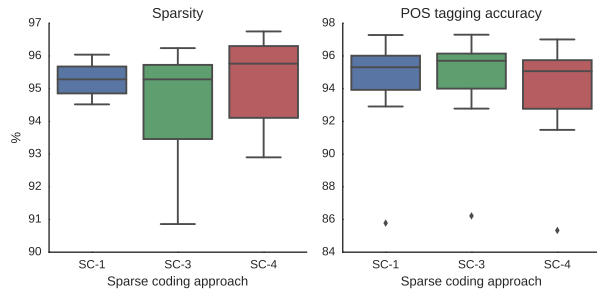 Sparsity
97
96
95
94
93
92
91
90
%
SC-1 SC-3 SC-4
Sparse coding approach
POS tagging accuracy
98
96
94
92
90
88
86
84
SC-1 SC-3 SC-4
Sparse coding approach